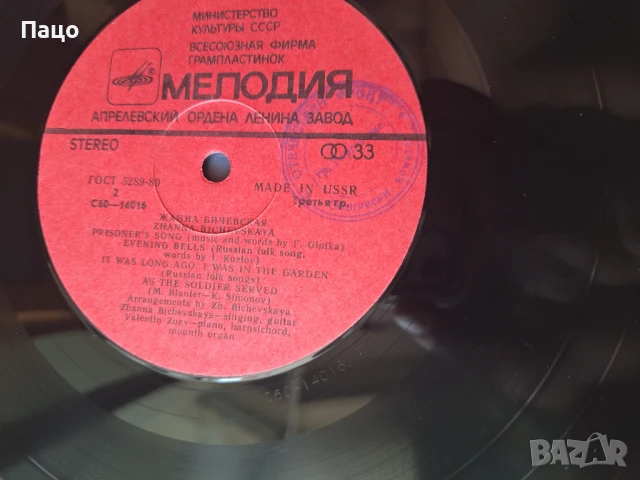 Пацо
МИНИСТЕРСТВО
КУЛЬТУРЫ СССР
ВСЕСОЮЗНАЯ ФИРМА
ГРАМПЛАСТИНОК
МЕЛОДИЯ
АПРЕЛЕВСКИЙ ОРДЕНА ЛЕНИНА ЗАВОД
STEREO
33
ГОСТ 5289-80
MADE IN USSR
2
третья гр.
С60—14016
ЖАННА БИЧЕВСКАЯ
ZHANNA BICHEVSKAYA
PRISONER'S SONG (music and words by F. Glinka)
EVENING BELLS (Russian folk song,
words by I. Kozlov)
IT WAS LONG AGO. I WAS IN THE GARDEN
(Russian folk songs)
AS THE SOLDIER SERVED
(M. Blanter—K. Simonov)
Arrangements by Zh. Bichevskaya
Zhanna Bichevskaya—singing, guitar
Valentin Zuev—piano, harpsichord,
mounth organ
BAZAR.bg